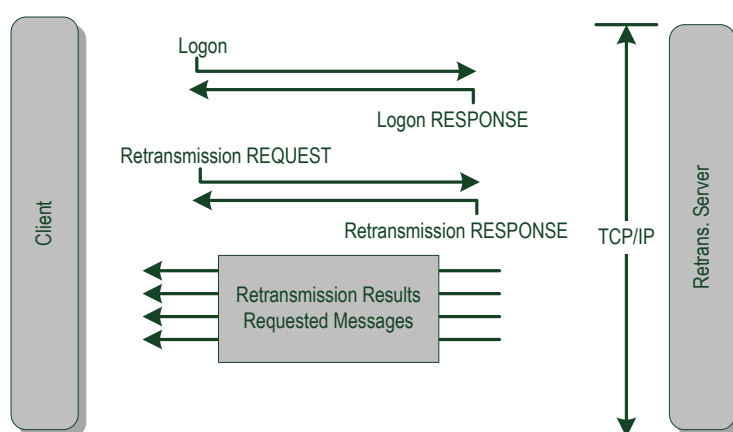 Logon
Logon RESPONSE
Retransmission REQUEST
Retransmission RESPONSE
Client
TCP/IP
Retrans. Server
Retransmission Results
Requested Messages